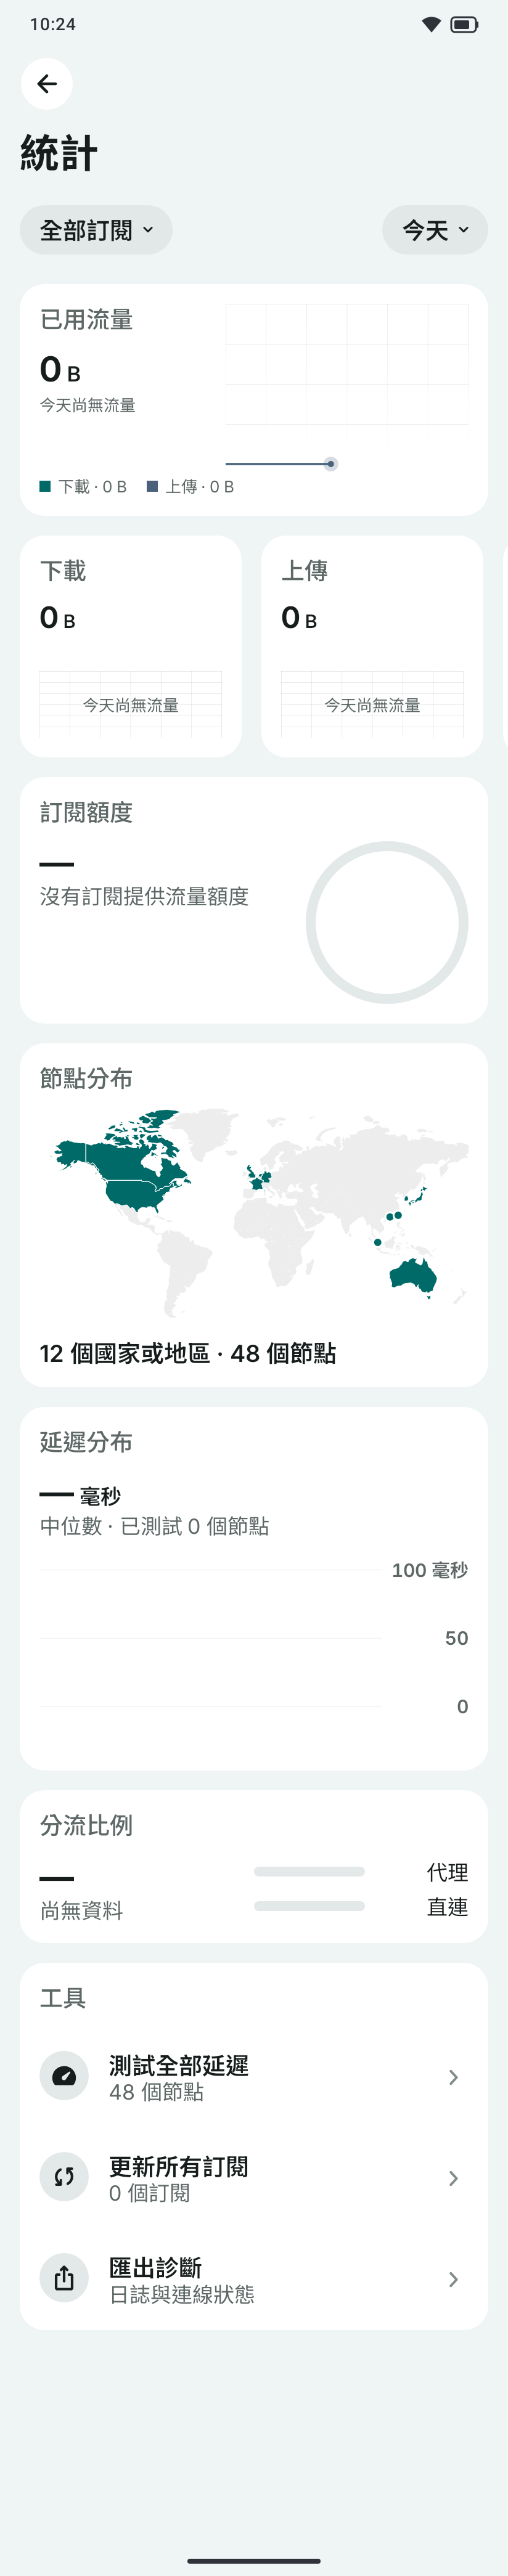 10:24
統計
全部訂閱
今天
已用流量
0 B
今天尚無流量
下載 · 0 B
上傳 · 0 B
下載
0 B
今天尚無流量
上傳
0 B
今天尚無流量
訂閱額度
—
沒有訂閱提供流量額度
節點分布
12 個國家或地區 · 48 個節點
延遲分布
— 毫秒
中位數 · 已測試 0 個節點
100 毫秒
50
0
分流比例
—
尚無資料
代理
直連
工具
測試全部延遲
48 個節點
更新所有訂閱
0 個訂閱
匯出診斷
日誌與連線狀態